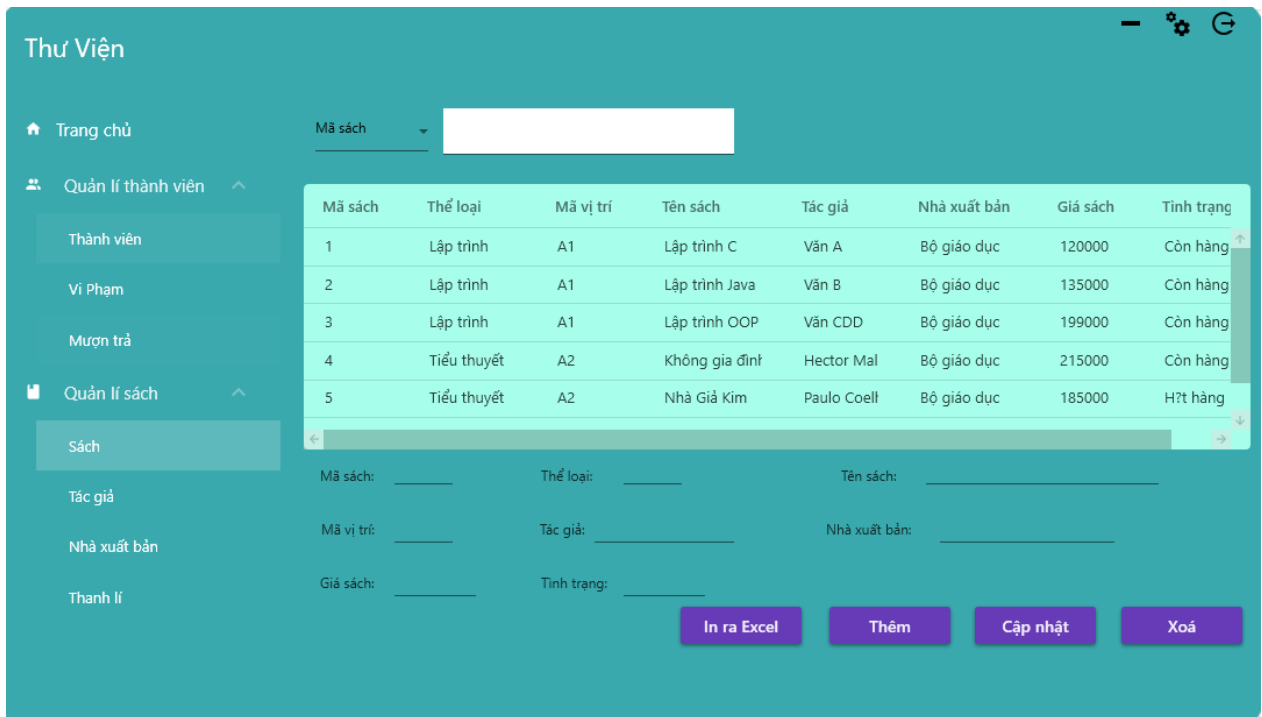 Thư Viện
Trang chủ
Quản lí thành viên
Thành viên
Vi Phạm
Mượn trả
Quản lí sách
Sách
Tác giả
Nhà xuất bản
Thanh lí
Mã sách
Mã sách Thể loại Mã vị trí Tên sách Tác giả Nhà xuất bản Giá sách Tình trạng
1 Lập trình A1 Lập trình C Văn A Bộ giáo dục 120000 Còn hàng
2 Lập trình A1 Lập trình Java Văn B Bộ giáo dục 135000 Còn hàng
3 Lập trình A1 Lập trình OOP Văn CDD Bộ giáo dục 199000 Còn hàng
4 Tiểu thuyết A2 Không gia đình Hector Mal Bộ giáo dục 215000 Còn hàng
5 Tiểu thuyết A2 Nhà Giả Kim Paulo Coelh Bộ giáo dục 185000 H?t hàng
Mã sách: Thể loại: Tên sách:
Mã vị trí: Tác giả: Nhà xuất bản:
Giá sách: Tình trạng:
In ra Excel Thêm Cập nhật Xoá